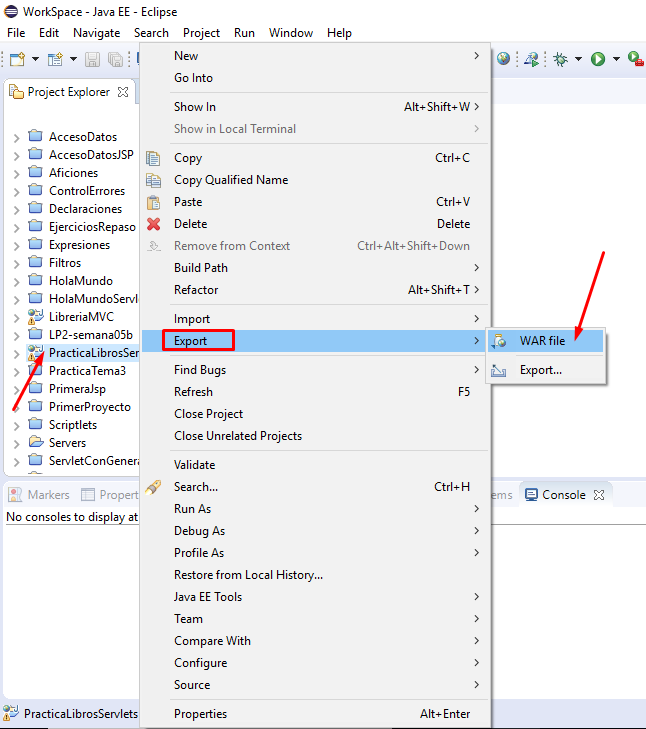 WorkSpace - Java EE - Eclipse
File Edit Navigate Search Project Run Window Help
Project Explorer
AccesoDatos
AccesoDatosJSP
Aficiones
ControlErrores
Declaraciones
EjerciciosRepaso
Expresiones
Filtros
HolaMundo
HolaMundoServl
LibreriaMVC
LP2-semana05b
PracticaLibrosSer
PracticaTema3
PrimeraJsp
PrimerProyecto
Scriptlets
Servers
ServletConGenera
New
Go Into
Show In Alt+Shift+W
Show in Local Terminal
Copy Ctrl+C
Copy Qualified Name
Paste Ctrl+V
Delete Delete
Remove from Context Ctrl+Alt+Shift+Down
Build Path
Refactor Alt+Shift+T
Import
Export
Find Bugs
Refresh F5
Close Project
Close Unrelated Projects
Validate
Search... Ctrl+H
Run As
Debug As
Profile As
Restore from Local History...
Java EE Tools
Team
Compare With
Configure
Source
Properties Alt+Enter
WAR file
Export...
Markers Propert ems Console
No consoles to display at
PracticaLibrosServlets